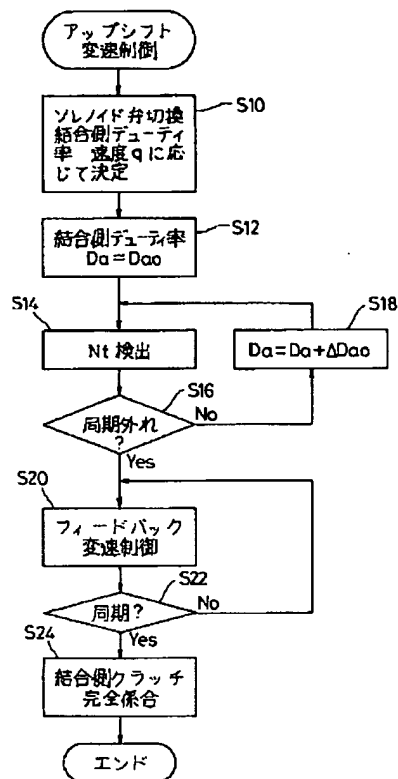 アップシフト
変速制御
S10
ソレノイド弁切換
結合側デューティ
率 速度qに応
じて決定
S12
結合側デューティ率
Da=Dao
S14
Nt 検出
S18
Da=Da+ΔDao
S16
局期外れ
?
No
Yes
S20
フィードバック
変速制御
S22
同期?
No
Yes
S24
結合側クラッチ
完全係合
エンド